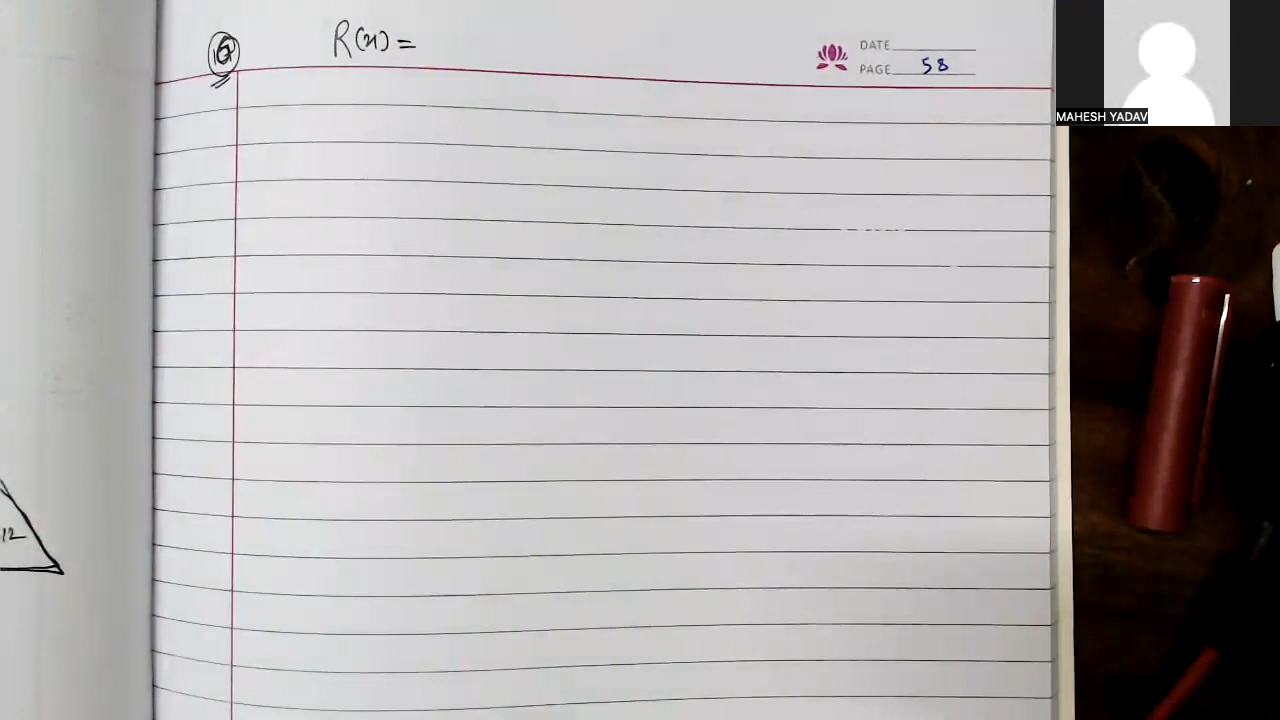 Q R(x) =
DATE
PAGE 58
MAHESH YADAV
12